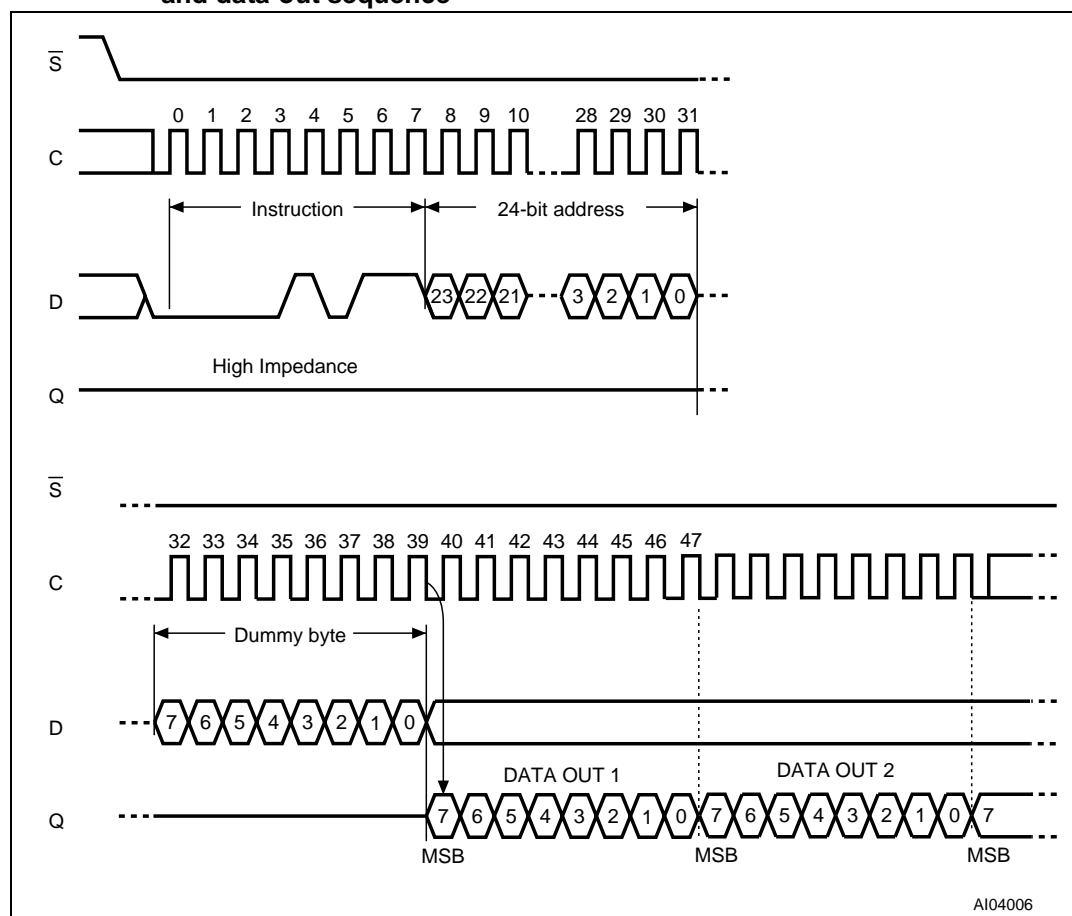 and data-out sequence
S
0 1 2 3 4 5 6 7 8 9 10 28 29 30 31
C
Instruction 24-bit address
D 23 22 21 3 2 1 0
High Impedance
Q
S
32 33 34 35 36 37 38 39 40 41 42 43 44 45 46 47
C
Dummy byte
D 7 6 5 4 3 2 1 0
DATA OUT 1 DATA OUT 2
Q 7 6 5 4 3 2 1 0 7 6 5 4 3 2 1 0 7
MSB MSB MSB
AI04006